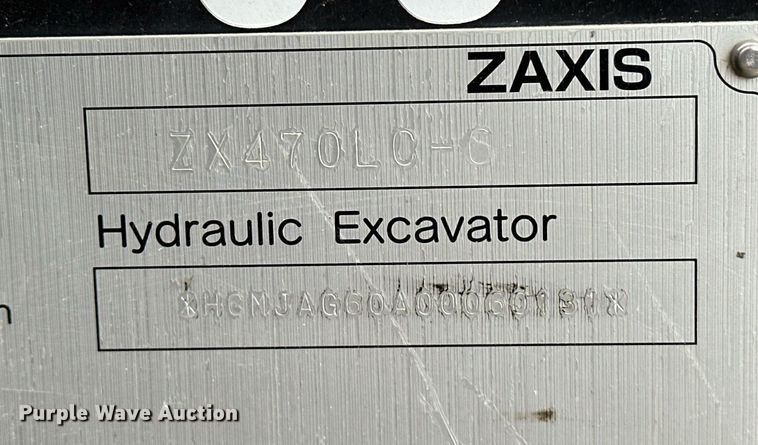 ZAXIS
ZX470LC-6
Hydraulic Excavator
Purple Wave Auction